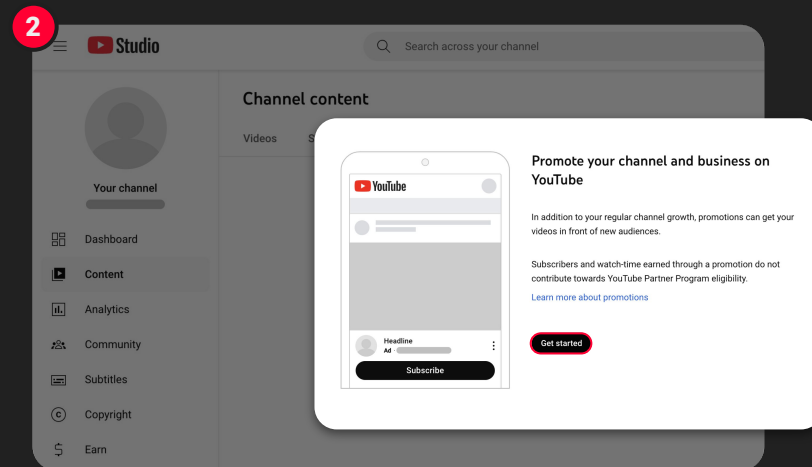 2
Studio
Search across your channel
Channel content
Videos
S
Your channel
Dashboard
Content
Analytics
Community
Subtitles
Copyright
Earn
YouTube
Headline
Ad
Subscribe
Promote your channel and business on
YouTube
In addition to your regular channel growth, promotions can get your
videos in front of new audiences.
Subscribers and watch-time earned through a promotion do not
contribute towards YouTube Partner Program eligibility.
Learn more about promotions
Get started